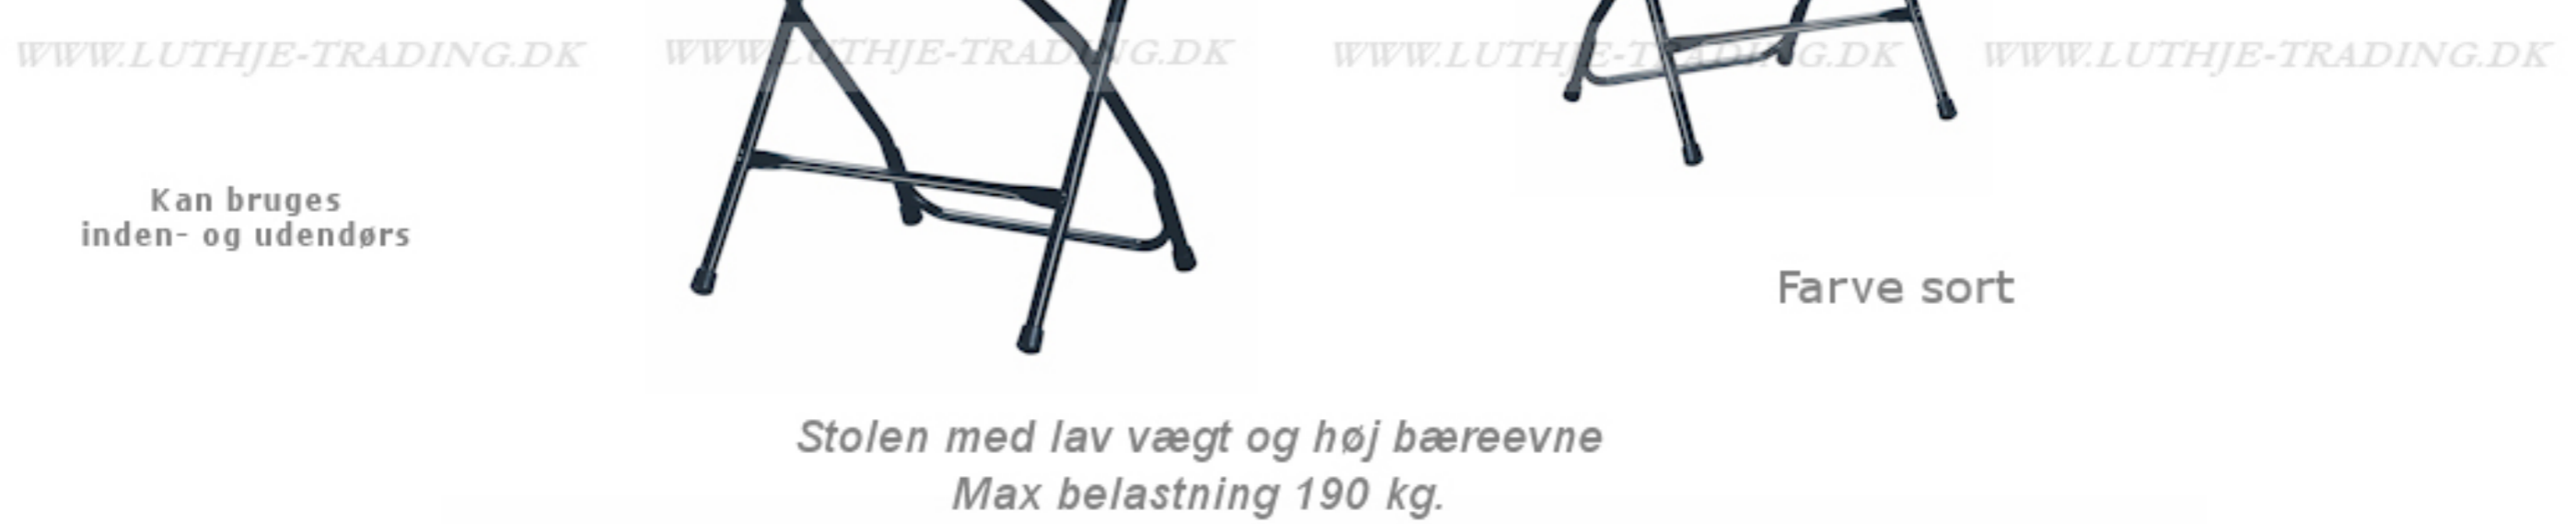 WWW.LUTHJE-TRADING.DK WWW.LUTHJE-TRADING.DK WWW.LUTHJE-TRADING.DK WWW.LUTHJE-TRADING.DK
Kan bruges
inden- og udendørs
Farve sort
Stolen med lav vægt og høj bæreevne
Max belastning 190 kg.